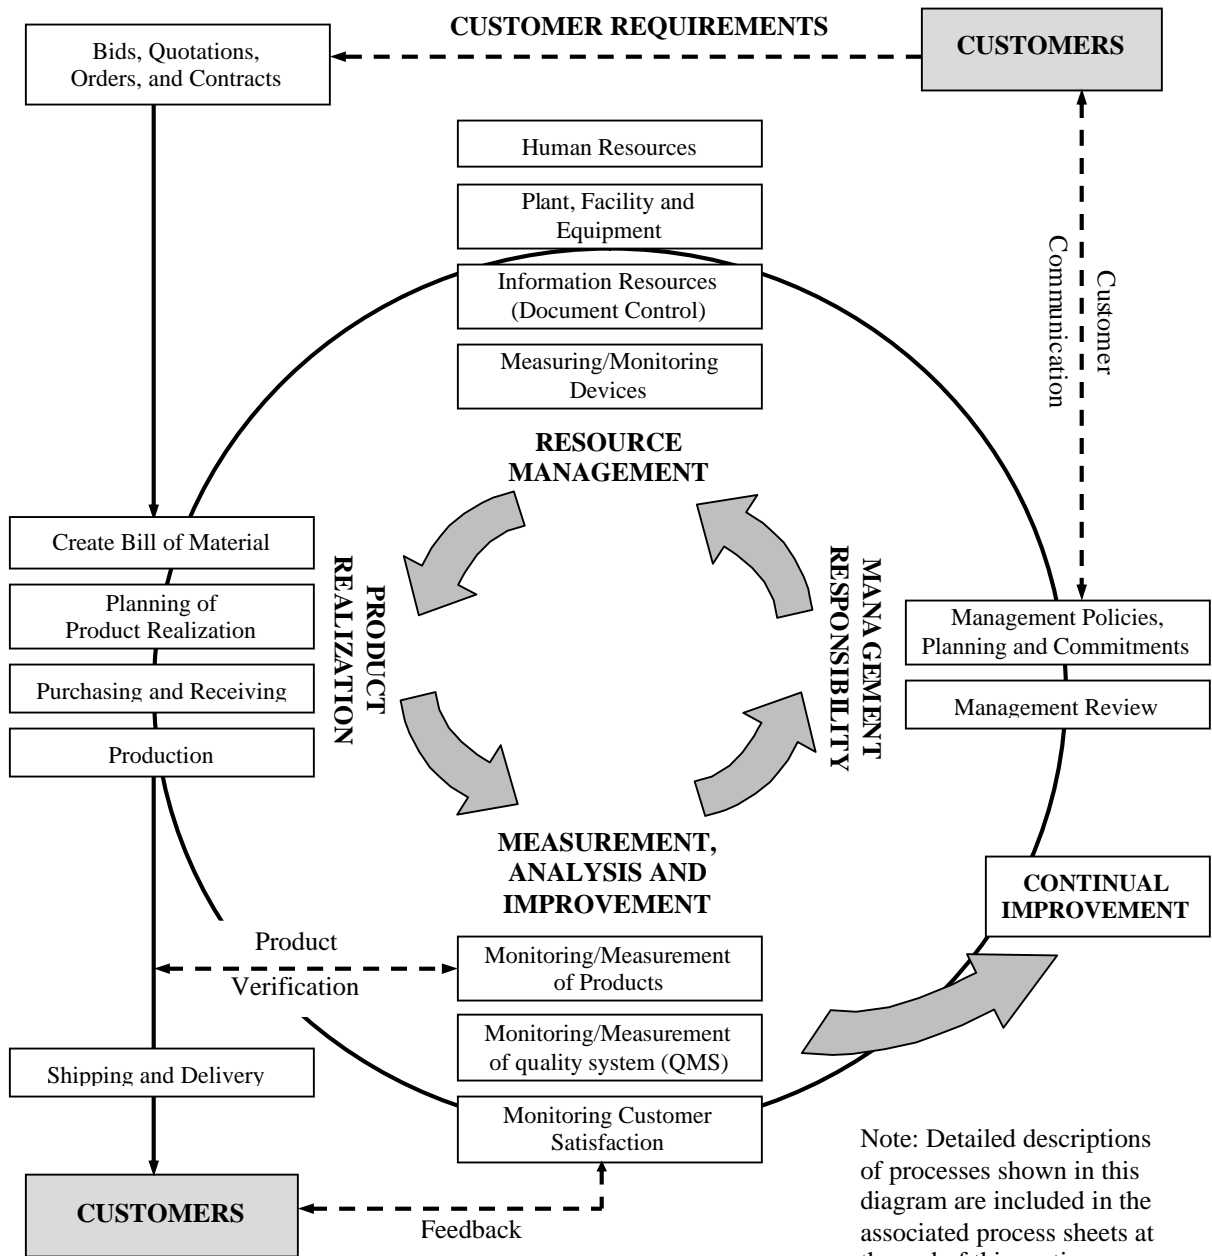 CUSTOMER REQUIREMENTS
CUSTOMERS
Bids, Quotations,
Orders, and Contracts
Human Resources
Plant, Facility and
Equipment
Information Resources
(Document Control)
Measuring/Monitoring
Devices
Customer
Communication
RESOURCE
MANAGEMENT
Create Bill of Material
Planning of
Product Realization
Purchasing and Receiving
Production
PRODUCT
REALIZATION
MANAGEMENT
RESPONSIBILITY
Management Policies,
Planning and Commitments
Management Review
MEASUREMENT,
ANALYSIS AND
IMPROVEMENT
CONTINUAL
IMPROVEMENT
Product
Verification
Monitoring/Measurement
of Products
Monitoring/Measurement
of quality system (QMS)
Monitoring Customer
Satisfaction
Shipping and Delivery
CUSTOMERS
Feedback
Note: Detailed descriptions
of processes shown in this
diagram are included in the
associated process sheets at